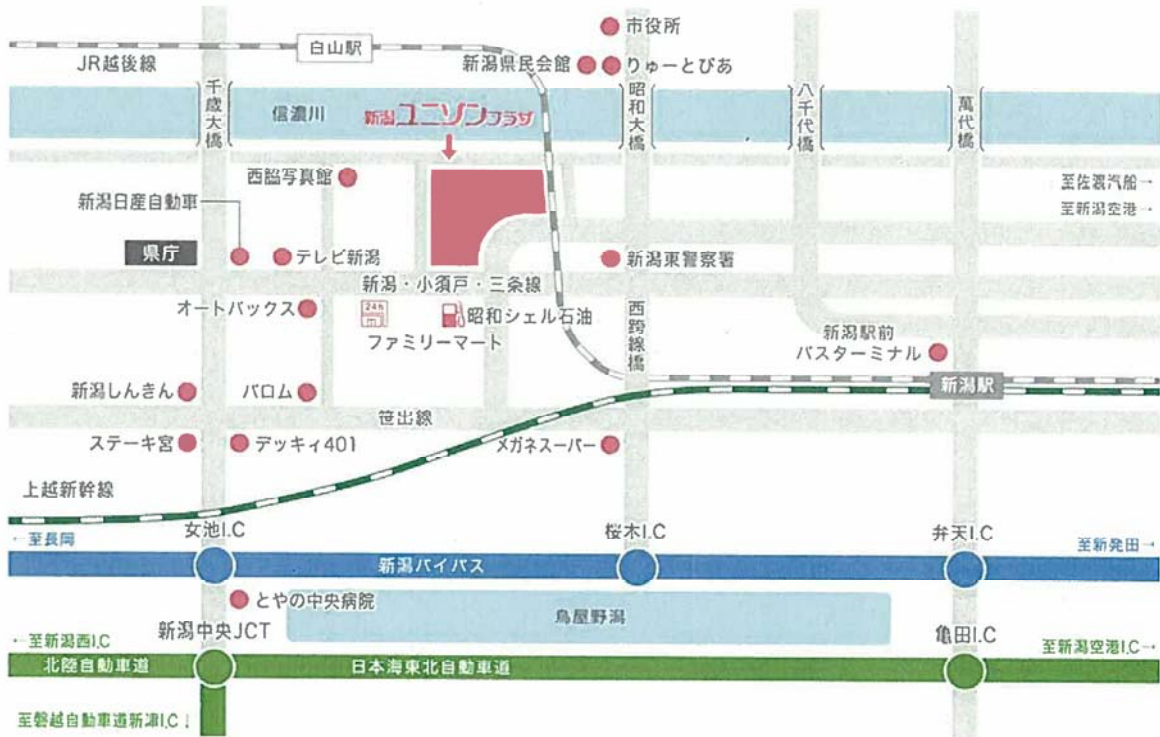 市役所
白山駅
JR越後線
新潟県民会館
りゅーとぴあ
千歳大橋
信濃川
新潟ユニゾンプラザ
昭和大橋
八千代橋
萬代橋
西脇写真館
至佐渡汽船→
新潟日産自動車
至新潟空港→
県庁
テレビ新潟
新潟東警察署
新潟・小須戸・三条線
オートバックス
24h
昭和シェル石油
ファミリーマート
西跨線橋
新潟駅前
バスターミナル
新潟駅
新潟しんきん
バロム
笹出線
ステーキ宮
デッキィ401
メガネスーパー
上越新幹線
女池I.C
桜木I.C
弁天I.C
←至長岡
新潟バイパス
至新発田→
とやの中央病院
鳥屋野潟
新潟中央JCT
亀田I.C
←至新潟西I.C
至新潟空港I.C→
北陸自動車道
日本海東北自動車道
至磐越自動車道新津I.C↓